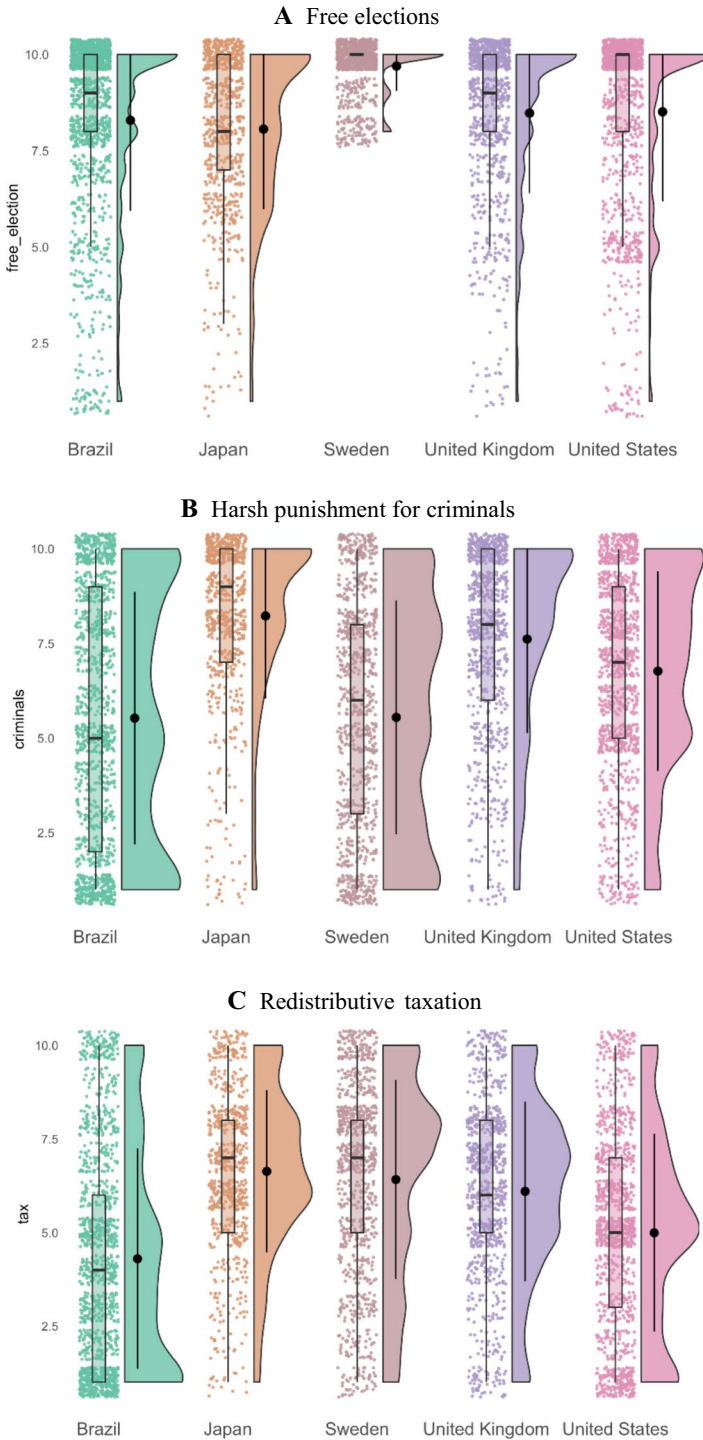 A Free elections
10.0
7.5
5.0
2.5
free_election
Brazil Japan Sweden United Kingdom United States
B Harsh punishment for criminals
10.0
7.5
5.0
2.5
criminals
Brazil Japan Sweden United Kingdom United States
C Redistributive taxation
10.0
7.5
5.0
2.5
tax
Brazil Japan Sweden United Kingdom United States